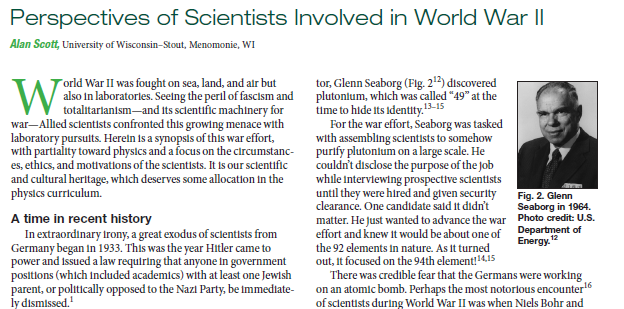 Perspectives of Scientists Involved in World War II
Alan Scott, University of Wisconsin–Stout, Menomonie, WI
World War II was fought on sea, land, and air but
also in laboratories. Seeing the peril of fascism and
totalitarianism—and its scientific machinery for
war—Allied scientists confronted this growing menace with
laboratory pursuits. Herein is a synopsis of this war effort,
with partiality toward physics and a focus on the circumstanc-
es, ethics, and motivations of the scientists. It is our scientific
and cultural heritage, which deserves some allocation in the
physics curriculum.
A time in recent history
In extraordinary irony, a great exodus of scientists from
Germany began in 1933. This was the year Hitler came to
power and issued a law requiring that anyone in government
positions (which included academics) with at least one Jewish
parent, or politically opposed to the Nazi Party, be immediate-
ly dismissed.1
tor, Glenn Seaborg (Fig. 212) discovered
plutonium, which was called “49” at the
time to hide its identity.13-15
For the war effort, Seaborg was tasked
with assembling scientists to somehow
purify plutonium on a large scale. He
couldn’t disclose the purpose of the job
while interviewing prospective scientists
until they were hired and given security
clearance. One candidate said it didn’t
matter. He just wanted to advance the war
effort and knew it would be about one of
the 92 elements in nature. As it turned
out, it focused on the 94th element!14,15
There was credible fear that the Germans were working
on an atomic bomb. Perhaps the most notorious encounter16
of scientists during World War II was when Niels Bohr and
Fig. 2. Glenn
Seaborg in 1964.
Photo credit: U.S.
Department of
Energy.12